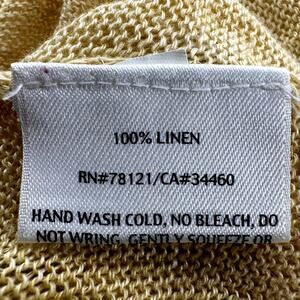 100% LINEN
RN#78121/CA#34460
HAND WASH COLD, NO BLEACH, DO
NOT WRING, GENTLY SQUEEZE OR